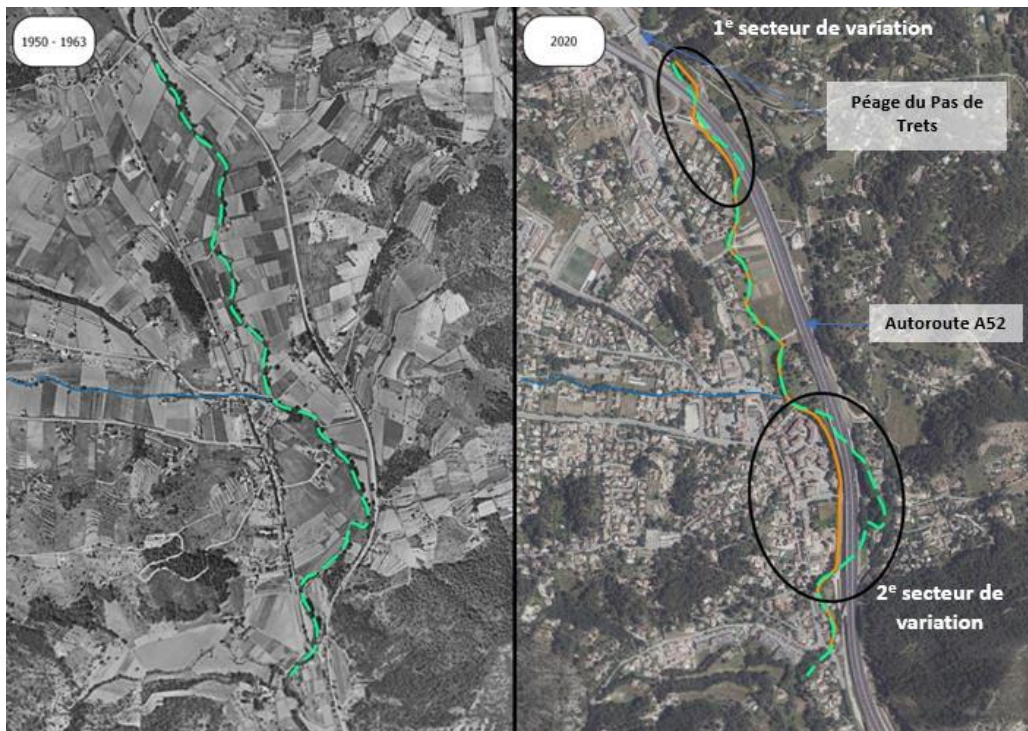 1950 - 1963
2020
1e secteur de variation
Péage du Pas de
Trets
Autoroute A52
2e secteur de
variation